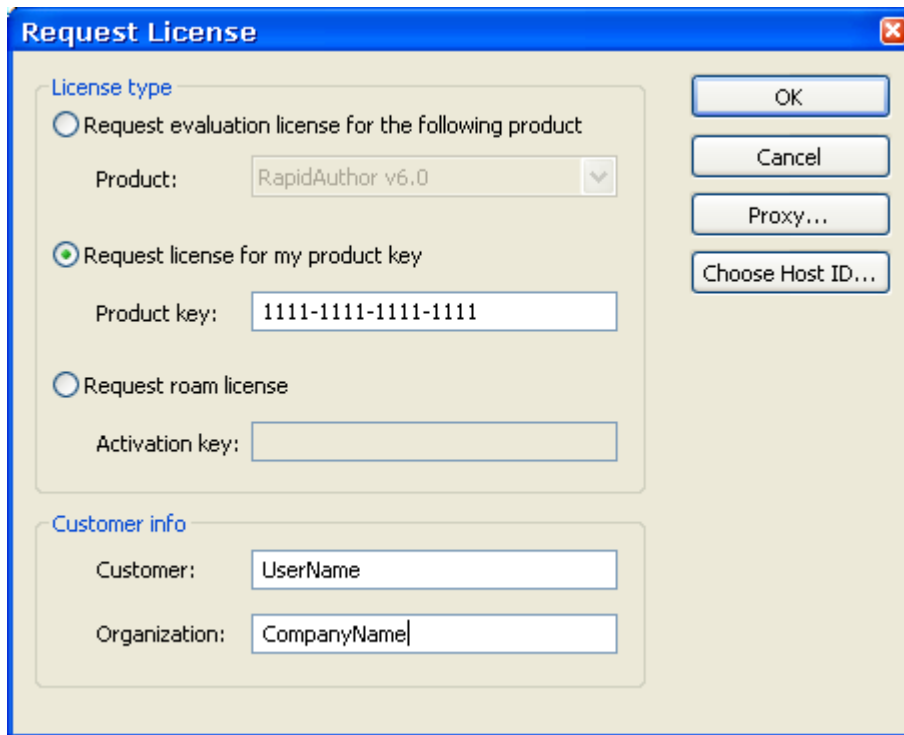 Request License
License type
Request evaluation license for the following product
Product: RapidAuthor v6.0
Request license for my product key
Product key: 1111-1111-1111-1111
Request roam license
Activation key:
Customer info
Customer: UserName
Organization: CompanyName
OK
Cancel
Proxy...
Choose Host ID...